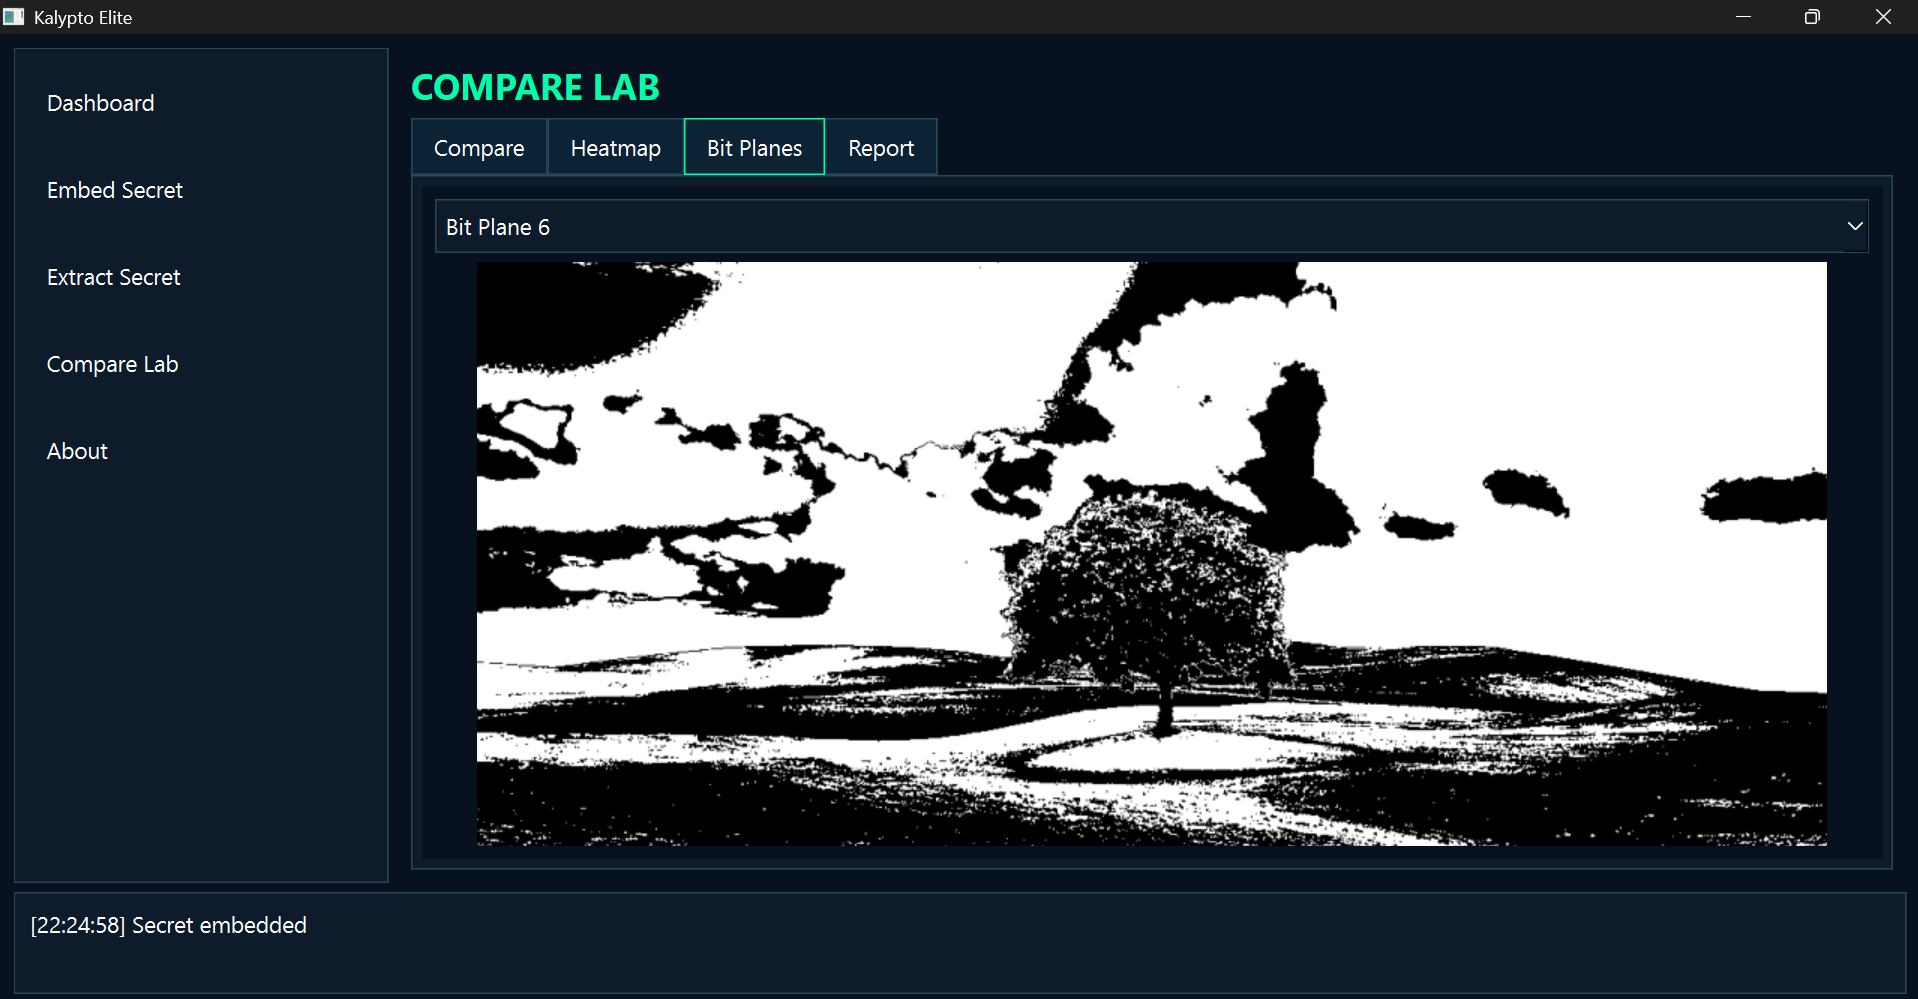 Kalypto Elite
Dashboard
Embed Secret
Extract Secret
Compare Lab
About
COMPARE LAB
Compare
Heatmap
Bit Planes
Report
Bit Plane 6
[22:24:58] Secret embedded